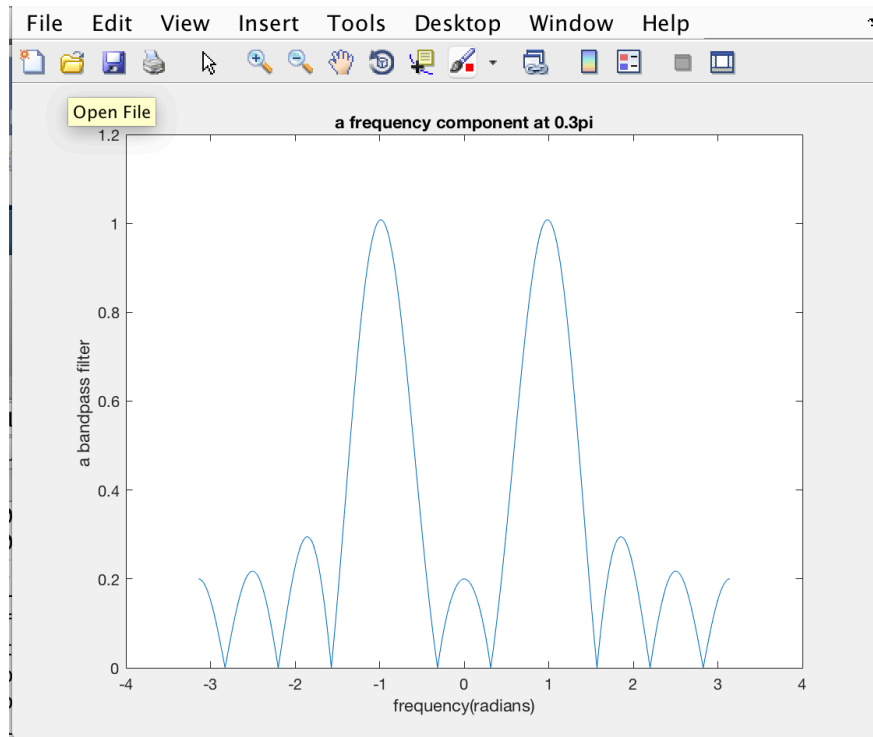 File Edit View Insert Tools Desktop Window Help
Open File
a frequency component at 0.3pi
1.2
1
0.8
0.6
0.4
0.2
0
a bandpass filter
-4 -3 -2 -1 0 1 2 3 4
frequency(radians)